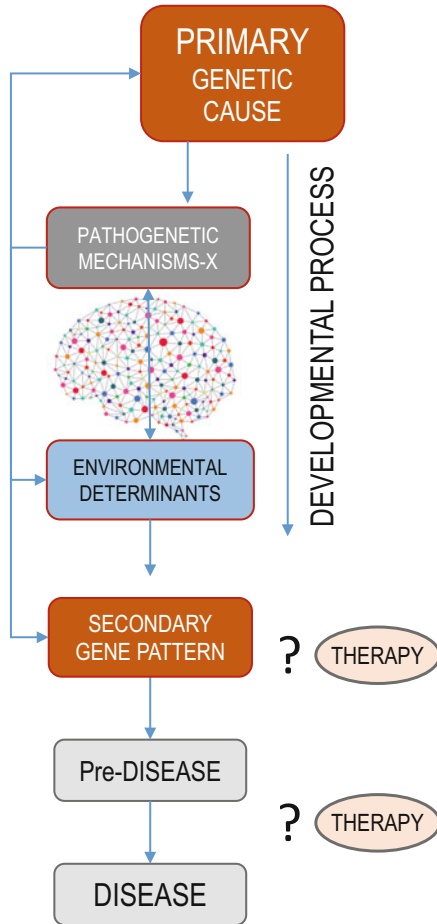 PRIMARY
GENETIC
CAUSE
PATHOGENETIC
MECHANISMS-X
DEVELOPMENTAL PROCESS
ENVIRONMENTAL
DETERMINANTS
SECONDARY
GENE PATTERN
? THERAPY
Pre-DISEASE
? THERAPY
DISEASE